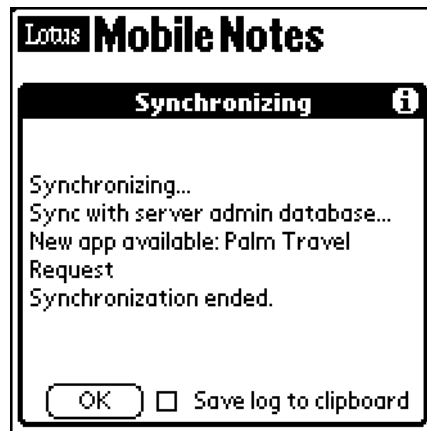 Lotus Mobile Notes
Synchronizing
Synchronizing...
Sync with server admin database...
New app available: Palm Travel
Request
Synchronization ended.
OK Save log to clipboard